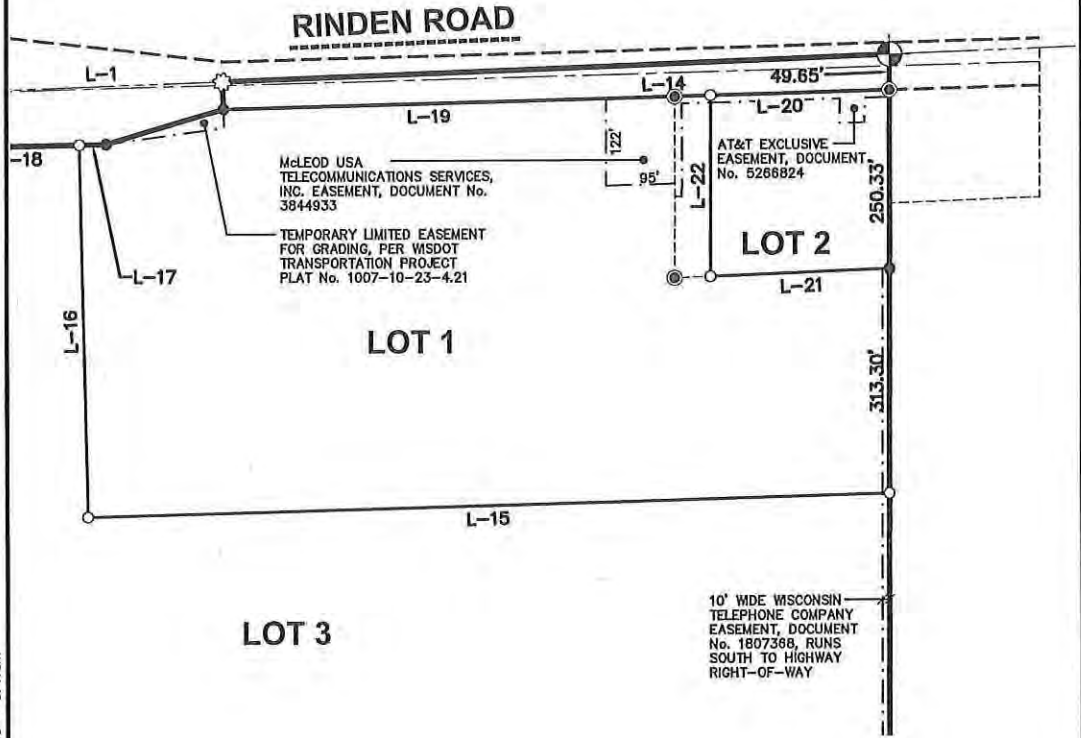 RINDEN ROAD
L-1
L-14
49.65'
L-19
L-20
-18
122'
95'
McLEOD USA
TELECOMMUNICATIONS SERVICES,
INC. EASEMENT, DOCUMENT No.
3844933
AT&T EXCLUSIVE
EASEMENT, DOCUMENT
No. 5266824
L-22
250.33'
TEMPORARY LIMITED EASEMENT
FOR GRADING, PER WISDOT
TRANSPORTATION PROJECT
PLAT No. 1007-10-23-4.21
LOT 2
L-17
L-21
L-16
LOT 1
313.30'
L-15
10' WIDE WISCONSIN
TELEPHONE COMPANY
EASEMENT, DOCUMENT
No. 1807368, RUNS
SOUTH TO HIGHWAY
RIGHT-OF-WAY
LOT 3